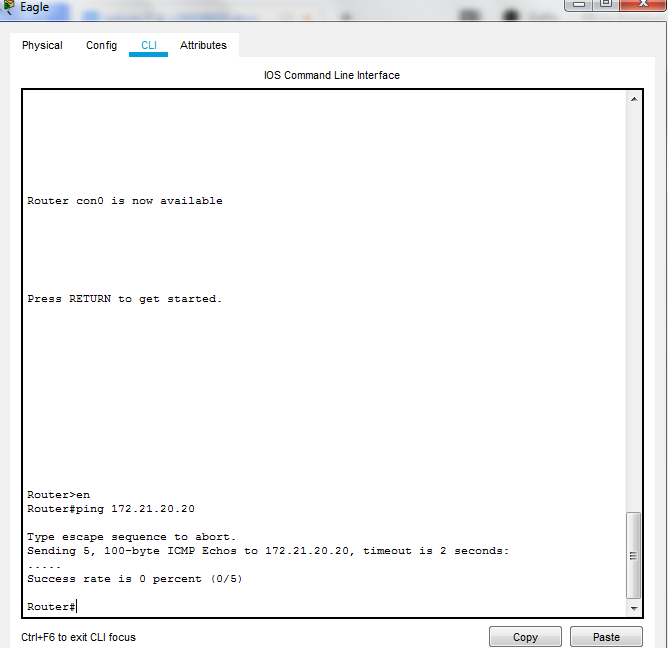 Eagle
Physical Config CLI Attributes
IOS Command Line Interface
Router con0 is now available
Press RETURN to get started.
Router>en
Router#ping 172.21.20.20
Type escape sequence to abort.
Sending 5, 100-byte ICMP Echos to 172.21.20.20, timeout is 2 seconds:
.....
Success rate is 0 percent (0/5)
Router#
Ctrl+F6 to exit CLI focus Copy Paste